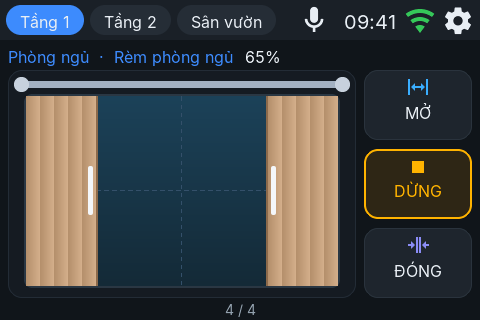 Tầng 1 Tầng 2 Sân vườn 09:41
Phòng ngủ · Rèm phòng ngủ 65%
MỞ
DỪNG
ĐÓNG
4 / 4